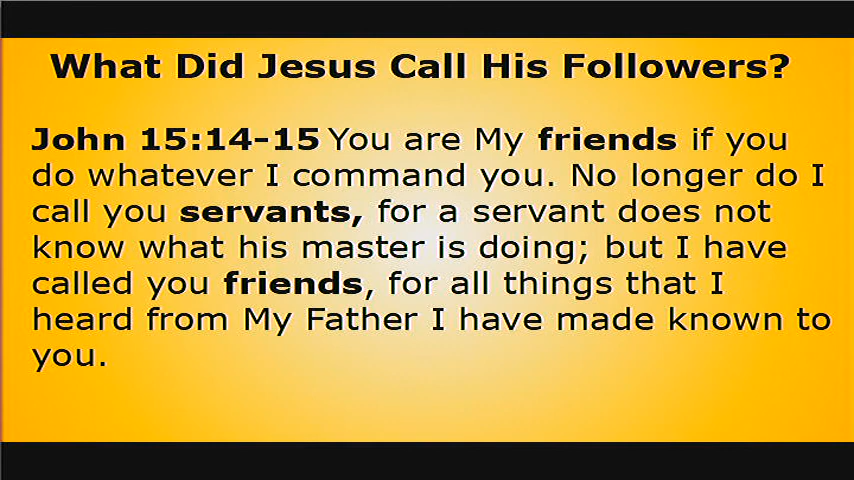 What Did Jesus Call His Followers?
John 15:14-15 You are My friends if you
do whatever I command you. No longer do I
call you servants, for a servant does not
know what his master is doing; but I have
called you friends, for all things that I
heard from My Father I have made known to
you.